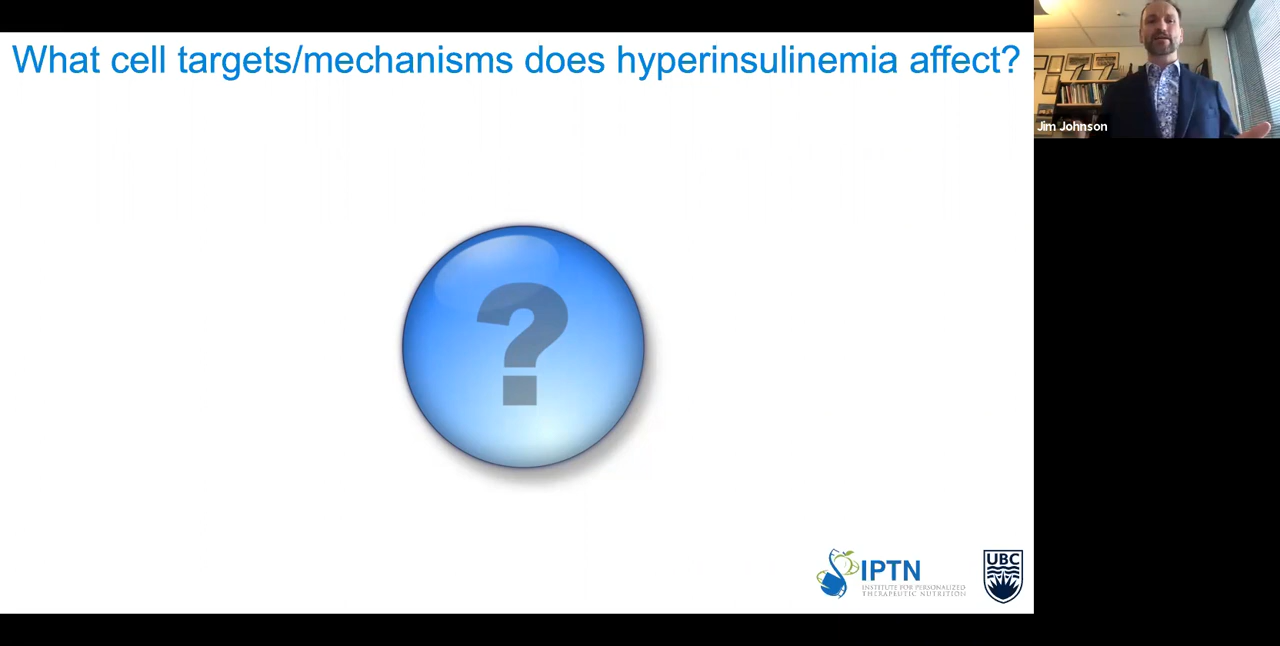 What cell targets/mechanisms does hyperinsulinemia affect?
Jim Johnson
?
IPTN
INSTITUTE FOR PERSONALIZED
THERAPEUTIC NUTRITION
UBC